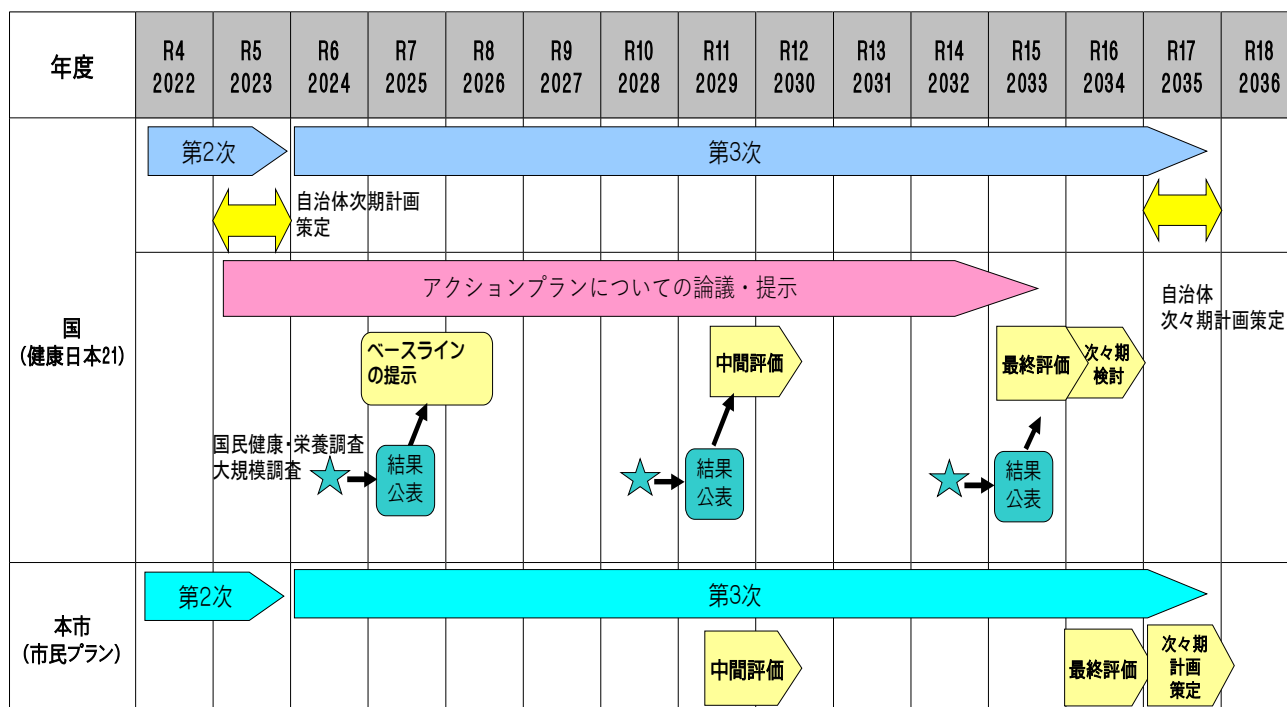 年度
R4
2022
R5
2023
R6
2024
R7
2025
R8
2026
R9
2027
R10
2028
R11
2029
R12
2030
R13
2031
R14
2032
R15
2033
R16
2034
R17
2035
R18
2036
国
(健康日本21)
第2次
第3次
自治体次期計画
策定
アクションプランについての論議・提示
自治体
次々期計画策定
ベースライン
の提示
中間評価
最終評価
次々期
検討
国民健康・栄養調査
大規模調査
結果
公表
結果
公表
結果
公表
本市
(市民プラン)
第2次
第3次
中間評価
最終評価
次々期
計画
策定